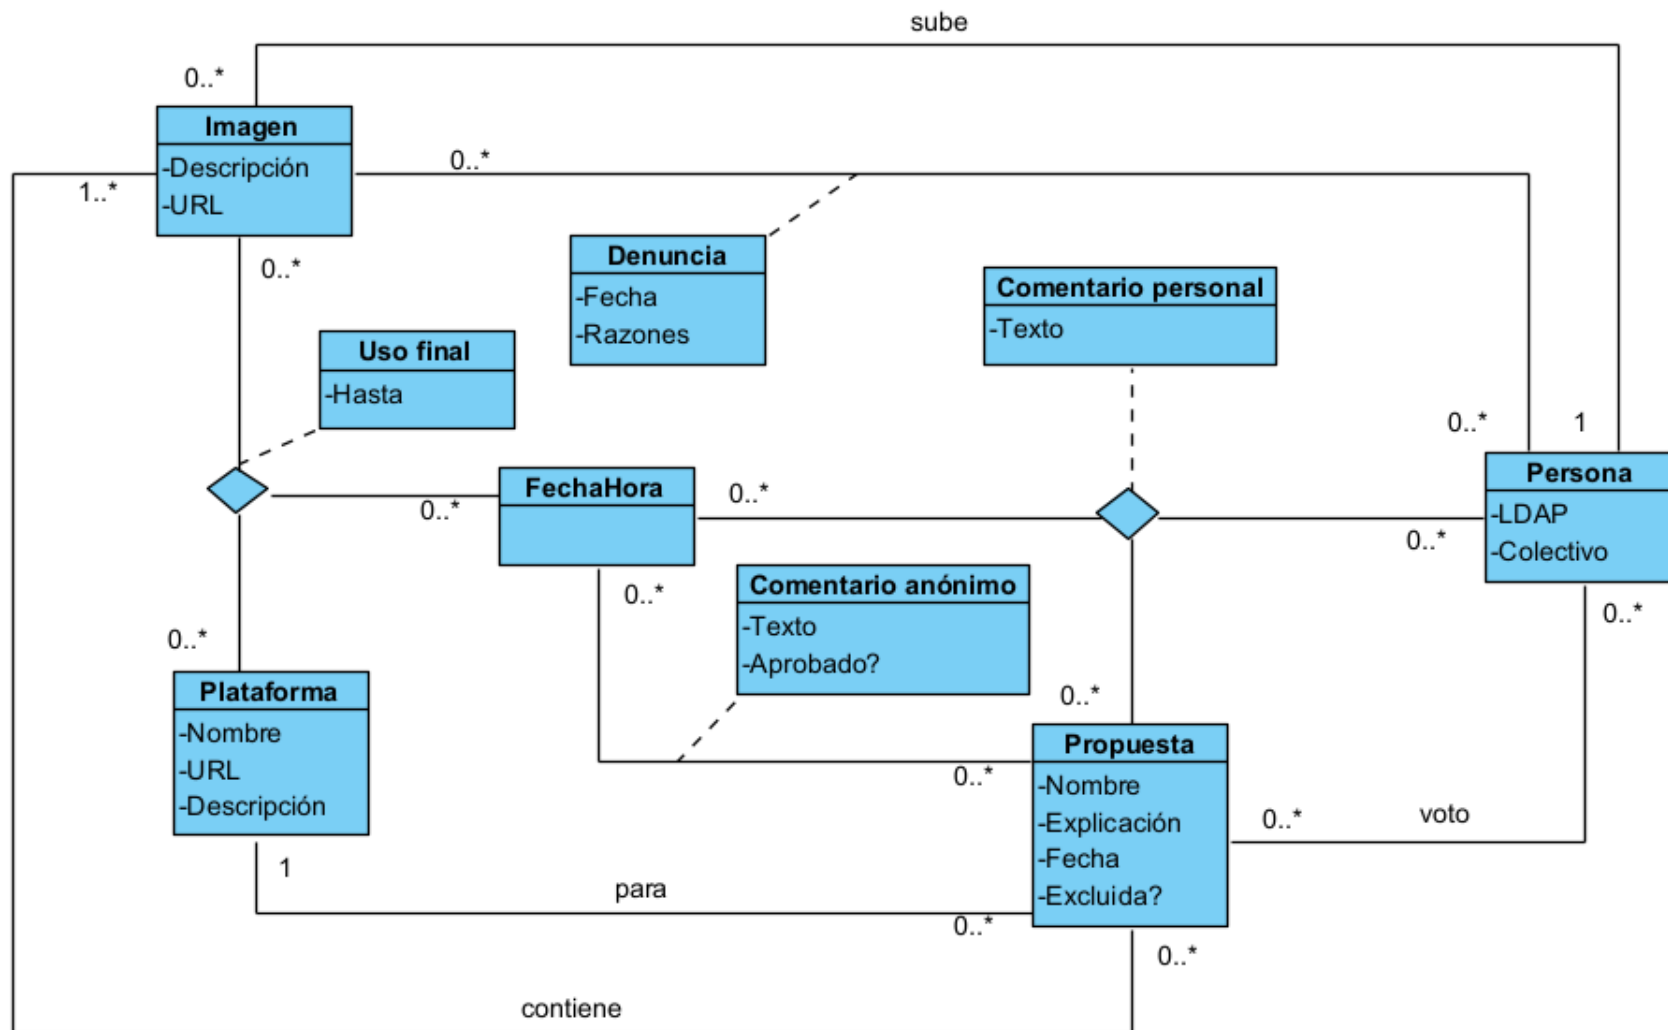 sube
0..*
Imagen
-Descripción
-URL
0..*
1..*
0..*
Denuncia
-Fecha
-Razones
Comentario personal
-Texto
Uso final
-Hasta
0..*
1
Persona
-LDAP
-Colectivo
FechaHora
0..*
0..*
0..*
0..*
Comentario anónimo
-Texto
-Aprobado?
0..*
0..*
Plataforma
-Nombre
-URL
-Descripción
0..*
Propuesta
-Nombre
-Explicación
-Fecha
-Excluida?
0..*
0..*
voto
1
para
0..*
0..*
contiene